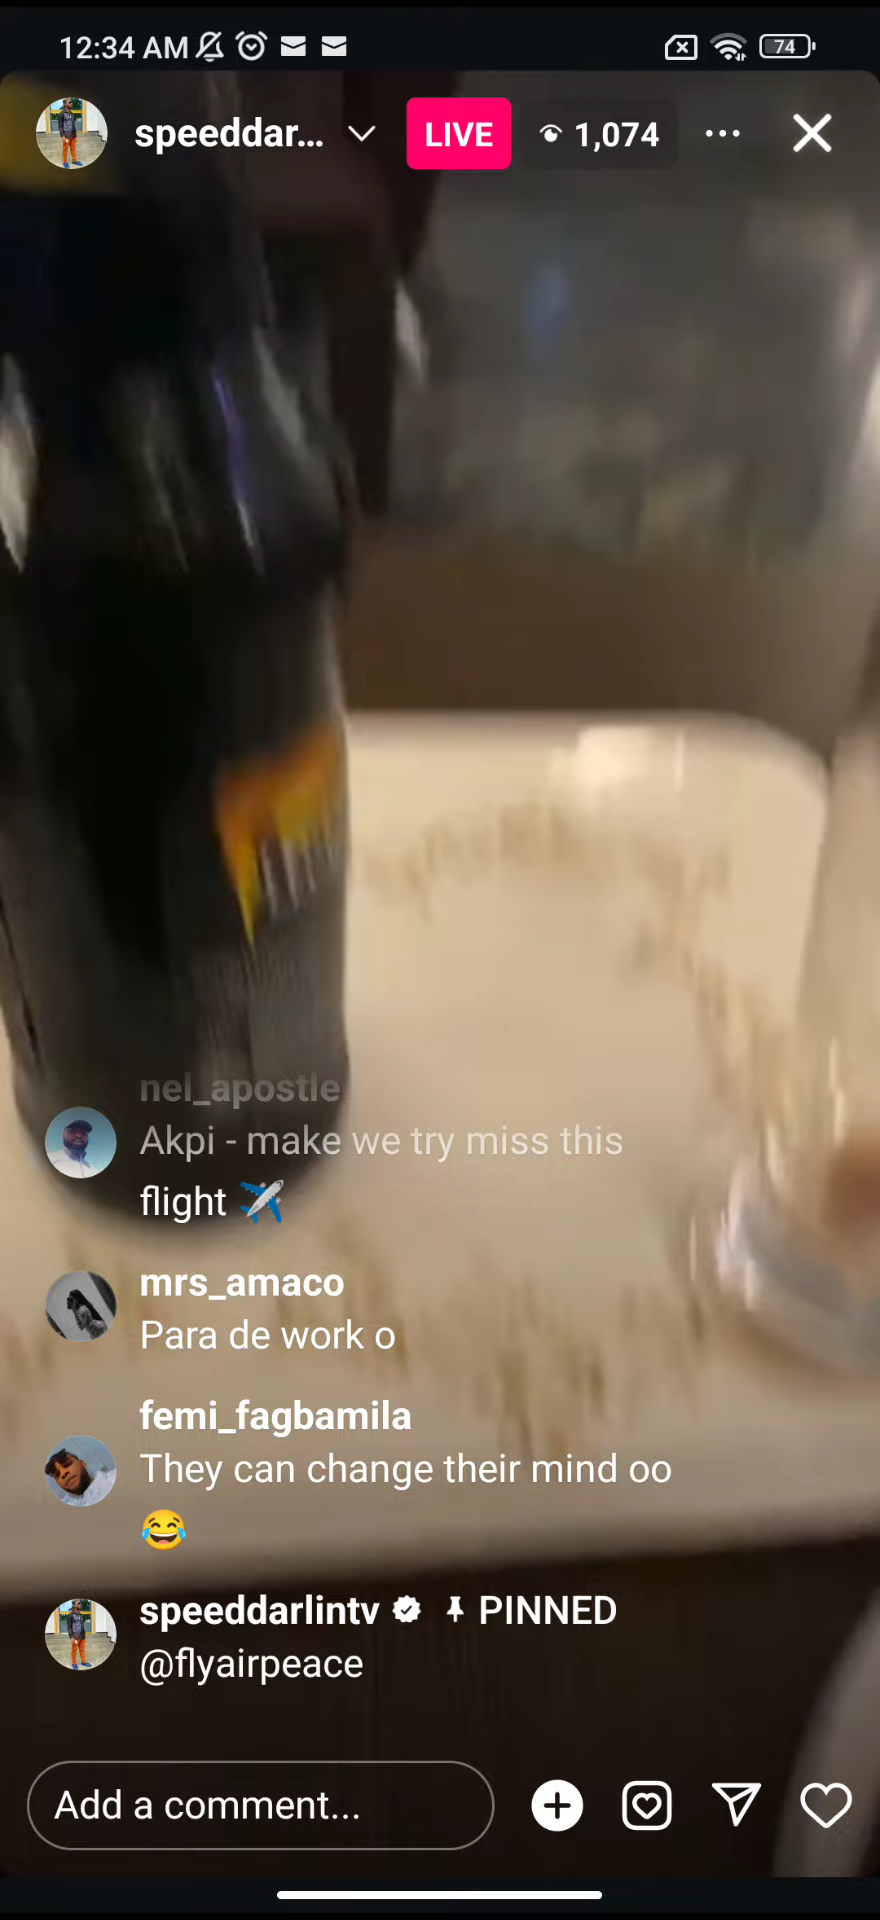 12:34 AM
74
speeddar...
LIVE
1,074
nel_apostle
Akpi - make we try miss this
flight ✈️
mrs_amaco
Para de work o
femi_fagbamila
They can change their mind oo
😂
speeddarlintv PINNED
@flyairpeace
Add a comment...